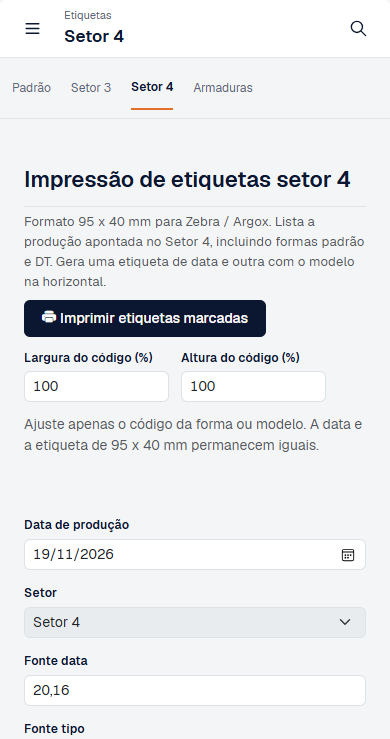 Etiquetas
Setor 4
Padrão Setor 3 Setor 4 Armaduras
Impressão de etiquetas setor 4
Formato 95 x 40 mm para Zebra / Argox. Lista a
produção apontada no Setor 4, incluindo formas padrão
e DT. Gera uma etiqueta de data e outra com o modelo
na horizontal.
Imprimir etiquetas marcadas
Largura do código (%) Altura do código (%)
100 100
Ajuste apenas o código da forma ou modelo. A data e
a etiqueta de 95 x 40 mm permanecem iguais.
Data de produção
19/11/2026
Setor
Setor 4
Fonte data
20,16
Fonte tipo